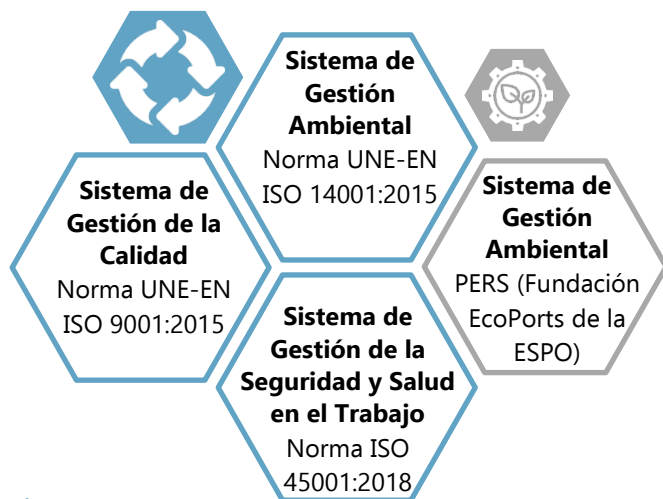 Sistema de
Gestión
Ambiental
Norma UNE-EN
ISO 14001:2015
Sistema de
Gestión de la
Calidad
Norma UNE-EN
ISO 9001:2015
Sistema de
Gestión
Ambiental
PERS (Fundación
EcoPorts de la
ESPO)
Sistema de
Gestión de la
Seguridad y Salud
en el Trabajo
Norma ISO
45001:2018